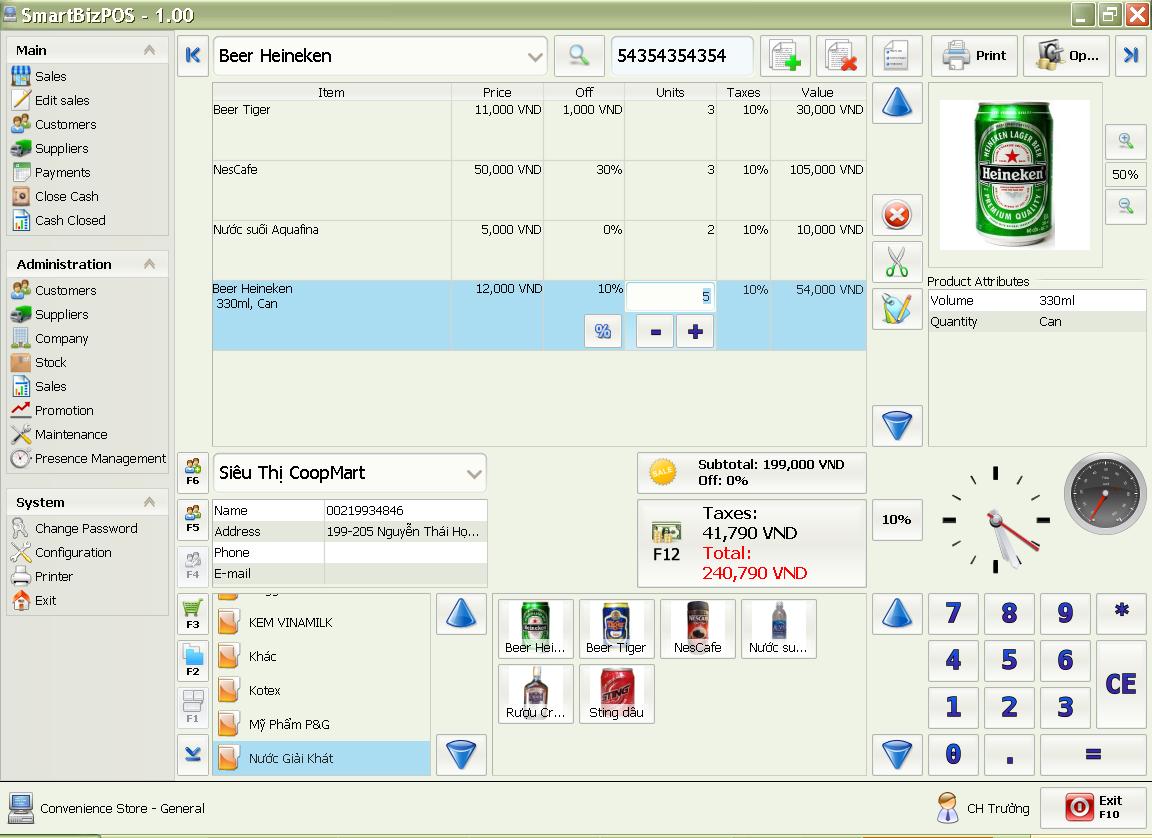 SmartBizPOS - 1.00
Main
Sales
Edit sales
Customers
Suppliers
Payments
Close Cash
Cash Closed
Administration
Customers
Suppliers
Company
Stock
Sales
Promotion
Maintenance
Presence Management
System
Change Password
Configuration
Printer
Exit
Beer Heineken
54354354354
Print
Op...
Item Price Off Units Taxes Value
Beer Tiger 11,000 VND 1,000 VND 3 10% 30,000 VND
NesCafe 50,000 VND 30% 3 10% 105,000 VND
Nước suối Aquafina 5,000 VND 0% 2 10% 10,000 VND
Beer Heineken 12,000 VND 10% 5 10% 54,000 VND
330ml, Can
% - +
HEINEKEN LAGER BEER
Heineken
PREMIUM QUALITY
50%
Product Attributes
Volume 330ml
Quantity Can
F6
Siêu Thị CoopMart
F5
F4
Name 00219934846
Address 199-205 Nguyễn Thái Họ...
Phone
E-mail
SALE
Subtotal: 199,000 VND
Off: 0%
F12
Taxes:
41,790 VND
Total:
240,790 VND
10%
F3
F2
F1
KEM VINAMILK
Khác
Kotex
Mỹ Phẩm P&G
Nước Giải Khát
Beer Hei...
Beer Tiger
NesCafe
Nước su...
Rượu Cr...
Sting dâu
7 8 9 *
4 5 6 CE
1 2 3
0 . =
Convenience Store - General
CH Trưởng
Exit
F10